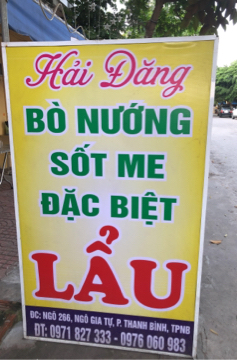 Hải Đăng
BÒ NƯỚNG
SỐT ME
ĐẶC BIỆT
LẨU
ĐC: NGÕ 266, NGÔ GIA TỰ, P. THANH BÌNH, TPNB
ĐT: 0971 827 333 - 0976 060 983